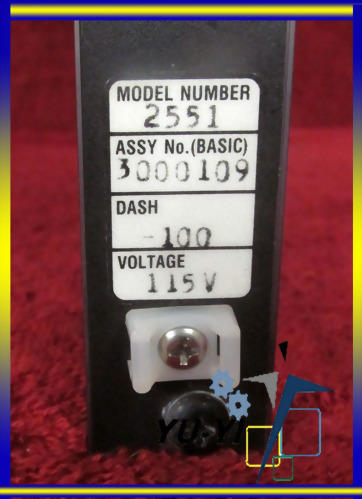 MODEL NUMBER
2551
ASSY No.(BASIC)
3000109
DASH
-100
VOLTAGE
115V
YU-YI